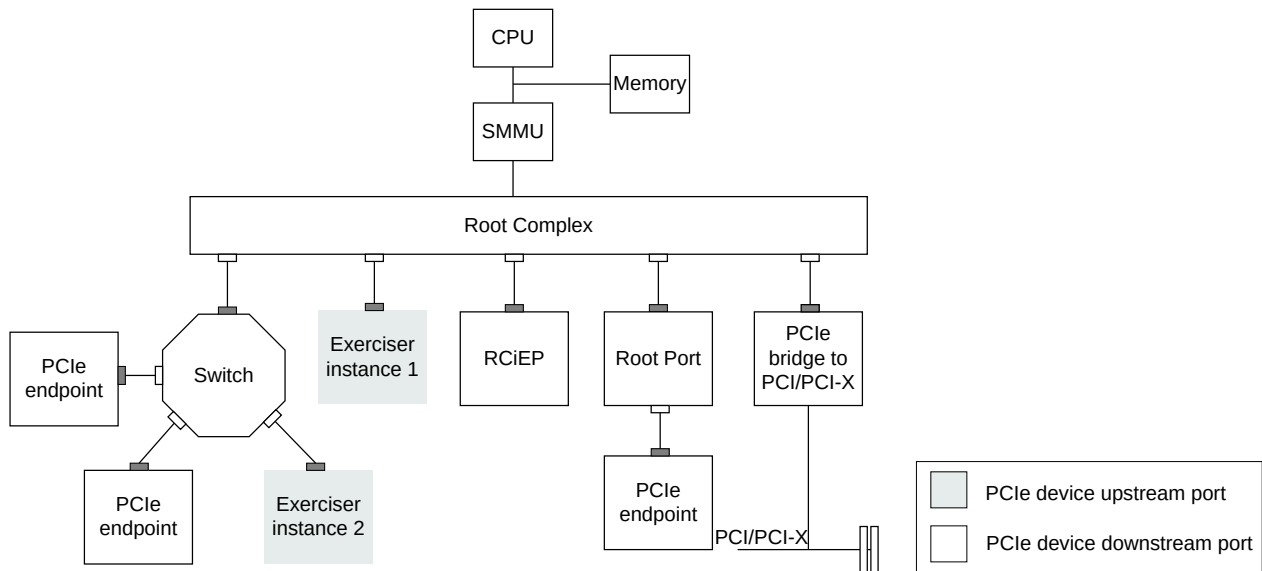 CPU
Memory
SMMU
Root Complex
PCIe
endpoint
Switch
Exerciser
instance 1
RCiEP
Root Port
PCIe
bridge to
PCI/PCI-X
PCIe
endpoint
Exerciser
instance 2
PCIe
endpoint
PCI/PCI-X
PCIe device upstream port
PCIe device downstream port